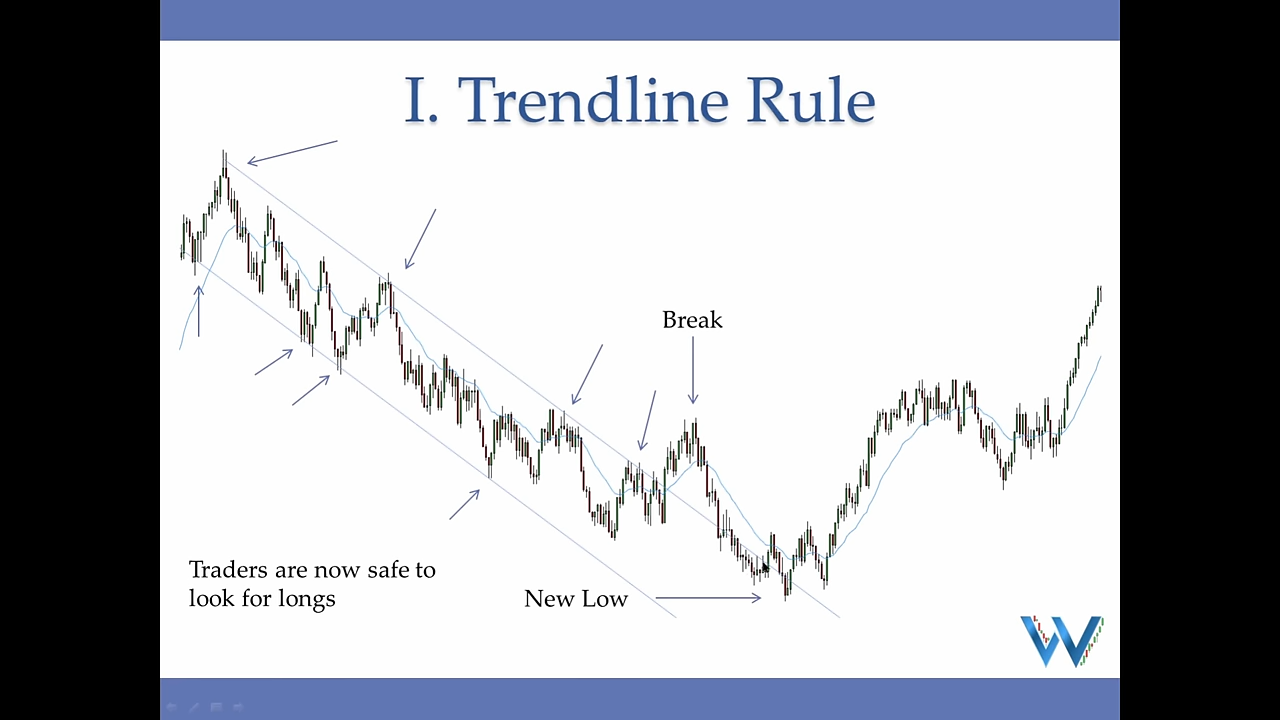 I. Trendline Rule
Break
Traders are now safe to
look for longs
New Low
W